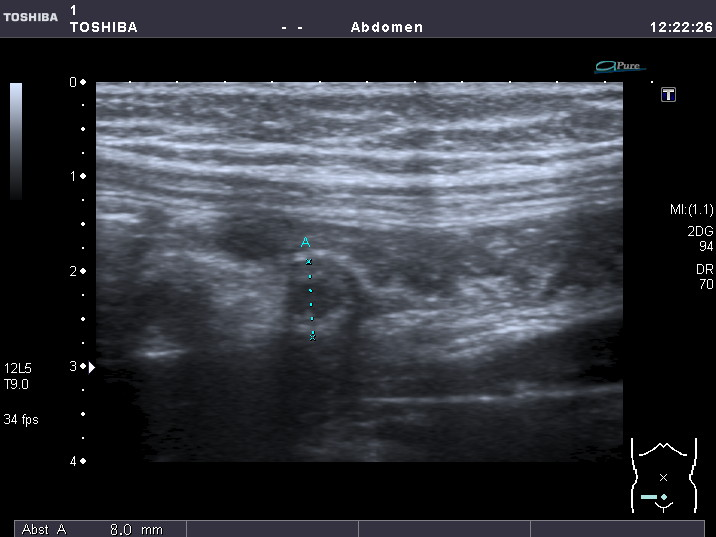 TOSHIBA
1
TOSHIBA - - Abdomen 12:22:26
APure
T
0
1
2
3
4
A
MI:(1.1)
2DG
94
DR
70
12L5
T9.0
34 fps
Abst A 8.0 mm